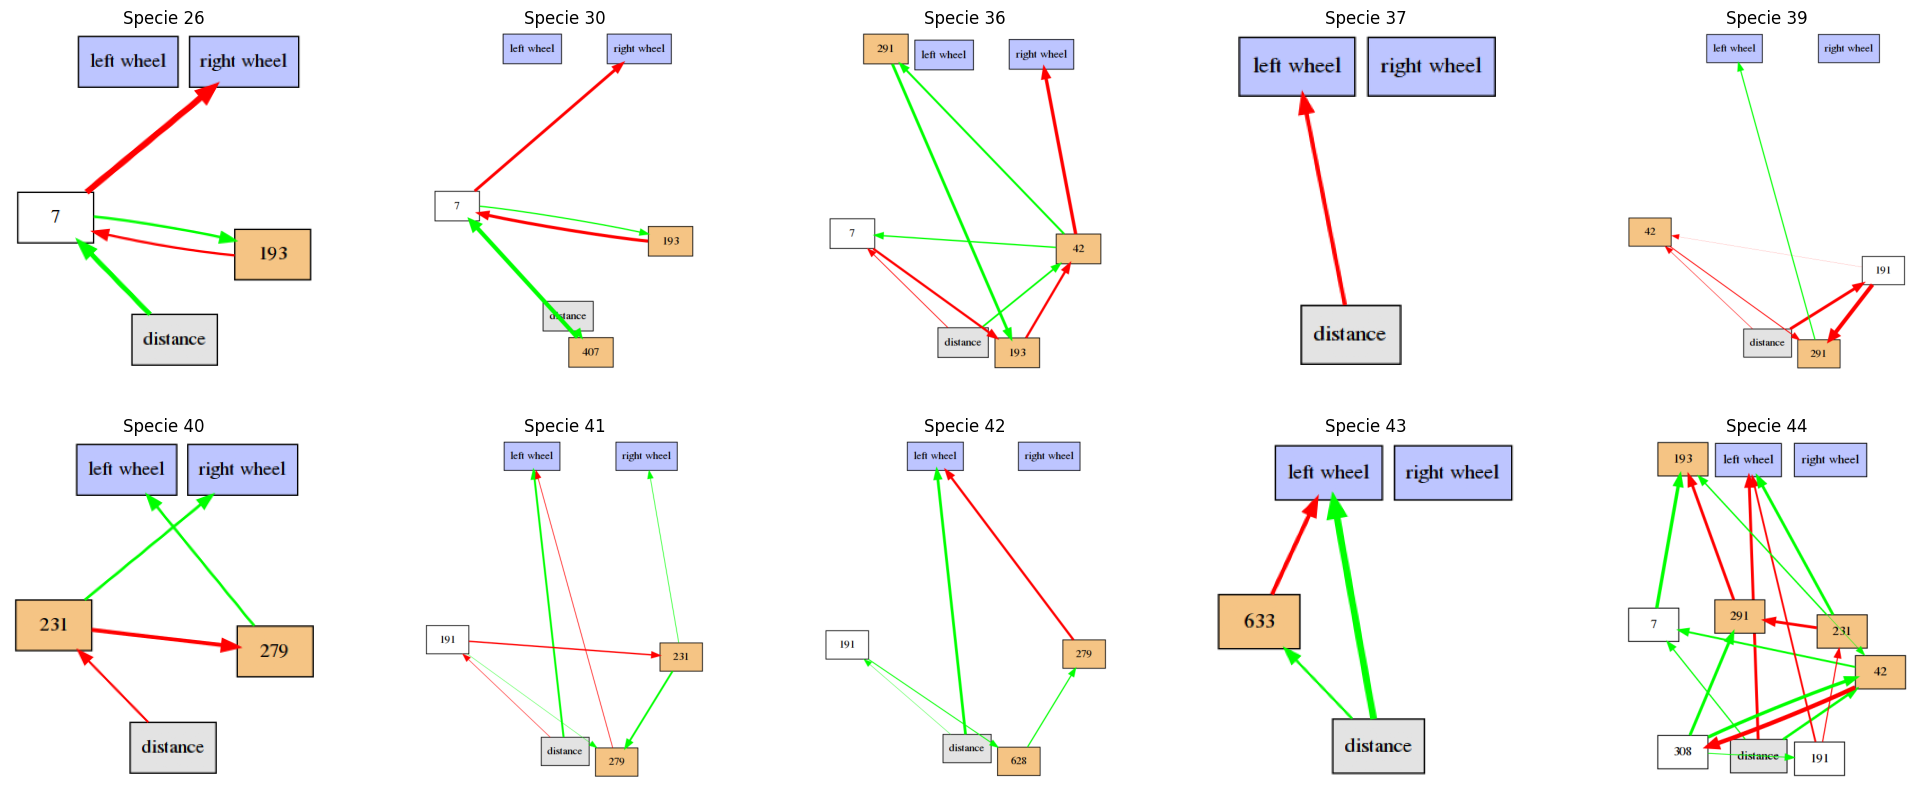 Specie 26
left wheel
right wheel
7
193
distance
Specie 30
left wheel
right wheel
7
193
distance
407
Specie 36
291
left wheel
right wheel
7
42
distance
193
Specie 37
left wheel
right wheel
distance
Specie 39
left wheel
right wheel
42
191
distance
291
Specie 40
left wheel
right wheel
231
279
distance
Specie 41
left wheel
right wheel
191
231
distance
279
Specie 42
left wheel
right wheel
191
279
distance
628
Specie 43
left wheel
right wheel
633
distance
Specie 44
193
left wheel
right wheel
7
291
231
42
308
distance
191